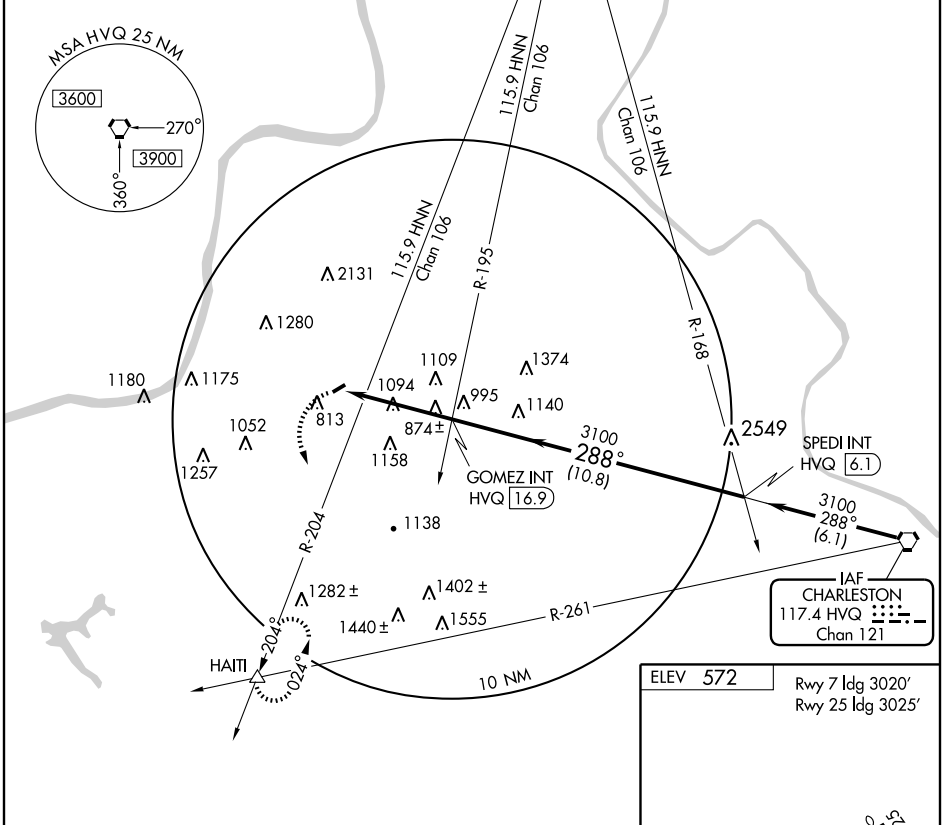 MSA HVQ 25 NM
3600
270°
3900
360°
115.9 HNN
Chan 106
115.9 HNN
Chan 106
115.9 HNN
Chan 106
R-195
R-168
R-204
2131
1280
1180
1175
1109
1374
1094
995
1140
813
874±
1052
1158
1257
2549
3100
288°
(10.8)
SPEDI INT
HVQ 6.1
GOMEZ INT
HVQ 16.9
3100
288°
(6.1)
1138
IAF
CHARLESTON
117.4 HVQ
Chan 121
1282 ±
1402 ±
1440 ±
1555
R-261
204°
024°
HAITI
10 NM
ELEV 572
Rwy 7 ldg 3020'
Rwy 25 ldg 3025'